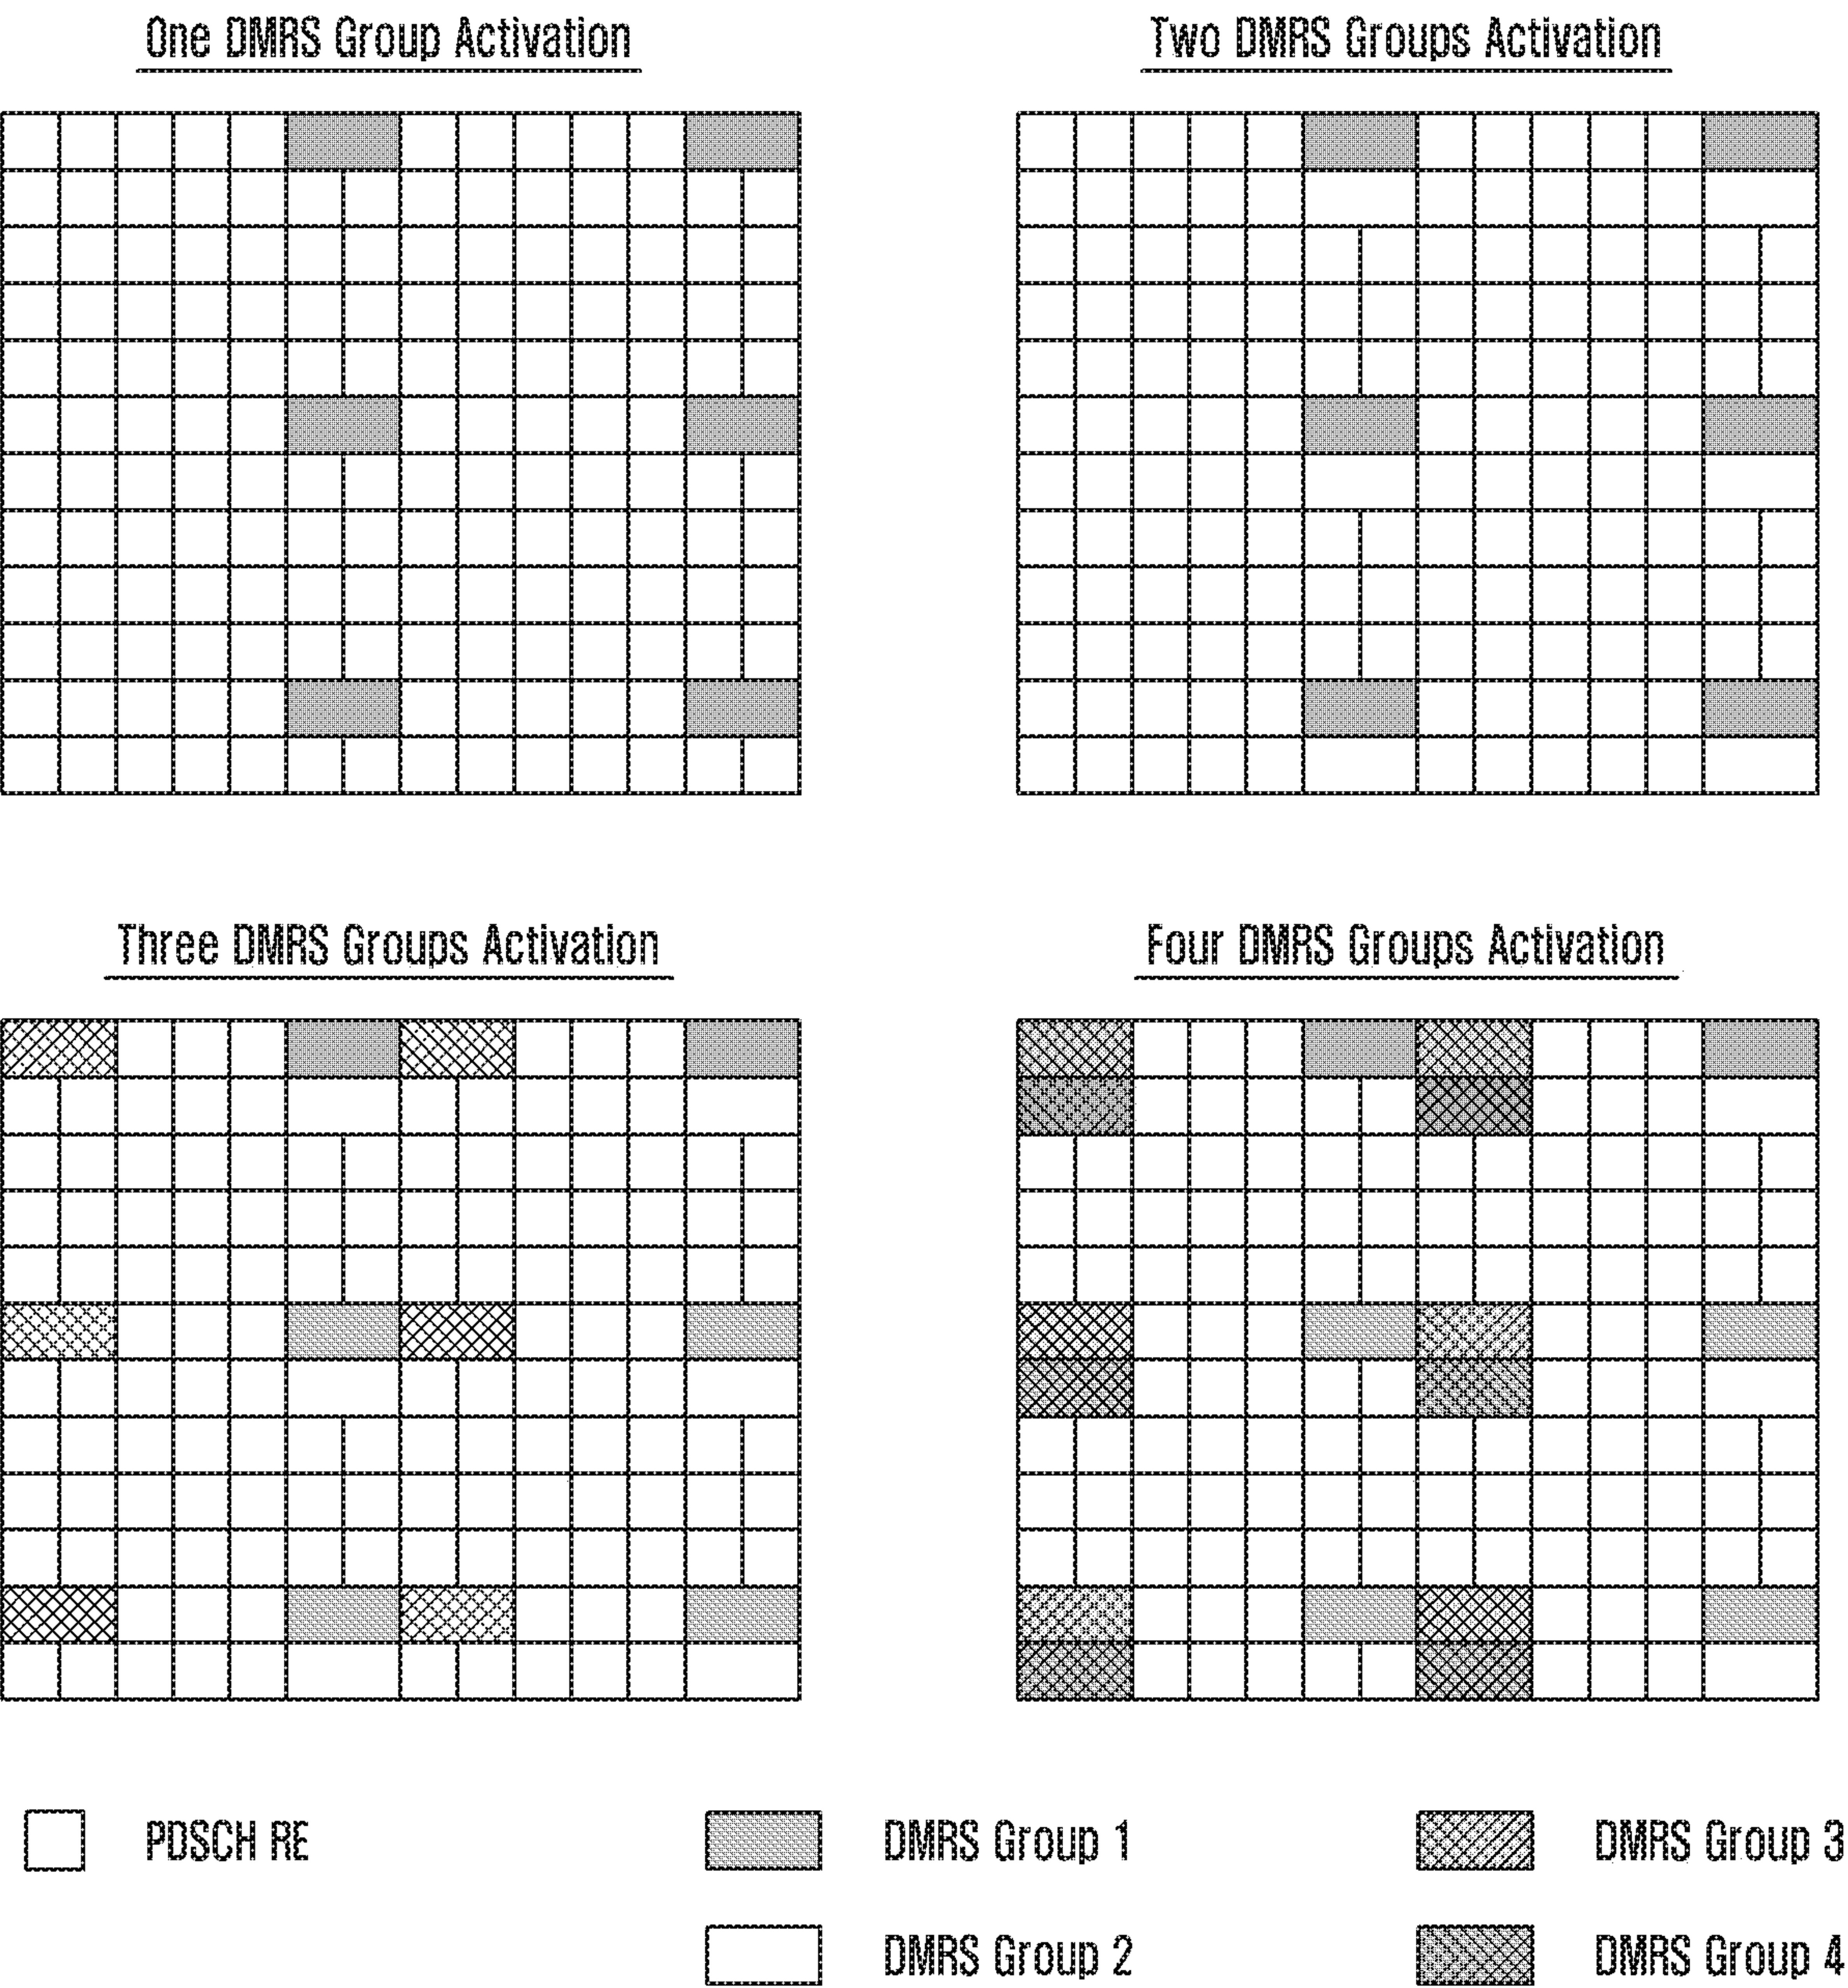 One DMRS Group Activation
Two DMRS Groups Activation
Three DMRS Groups Activation
Four DMRS Groups Activation
PDSCH RE
DMRS Group 1
DMRS Group 3
DMRS Group 2
DMRS Group 4